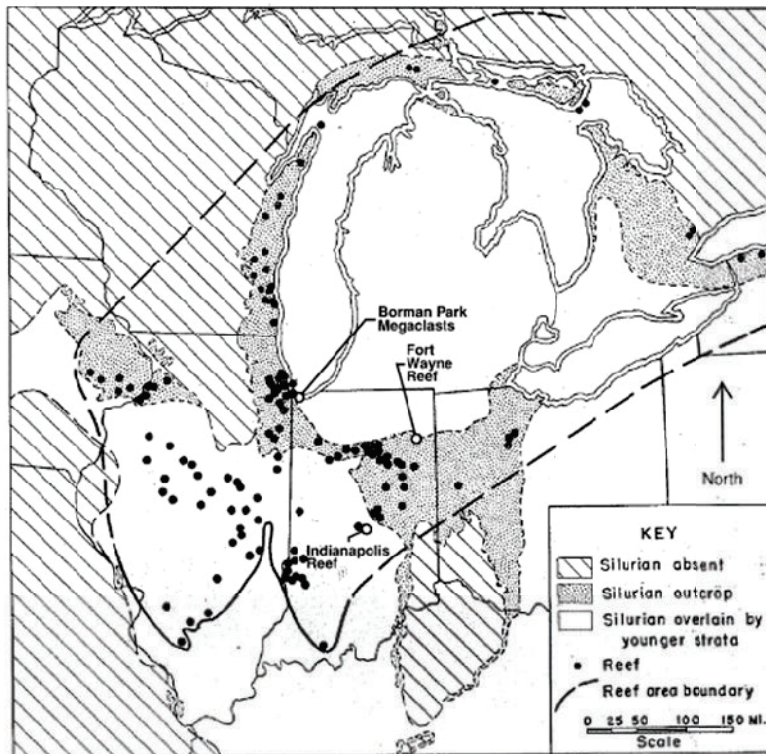 Borman Park
Megaclasts
Fort
Wayne
Reef
North
Indianapolis
Reef
KEY
Silurian absent
Silurian outcrop
Silurian overlain by
younger strata
Reef
Reef area boundary
0 25 50 100 150 MI.
Scale